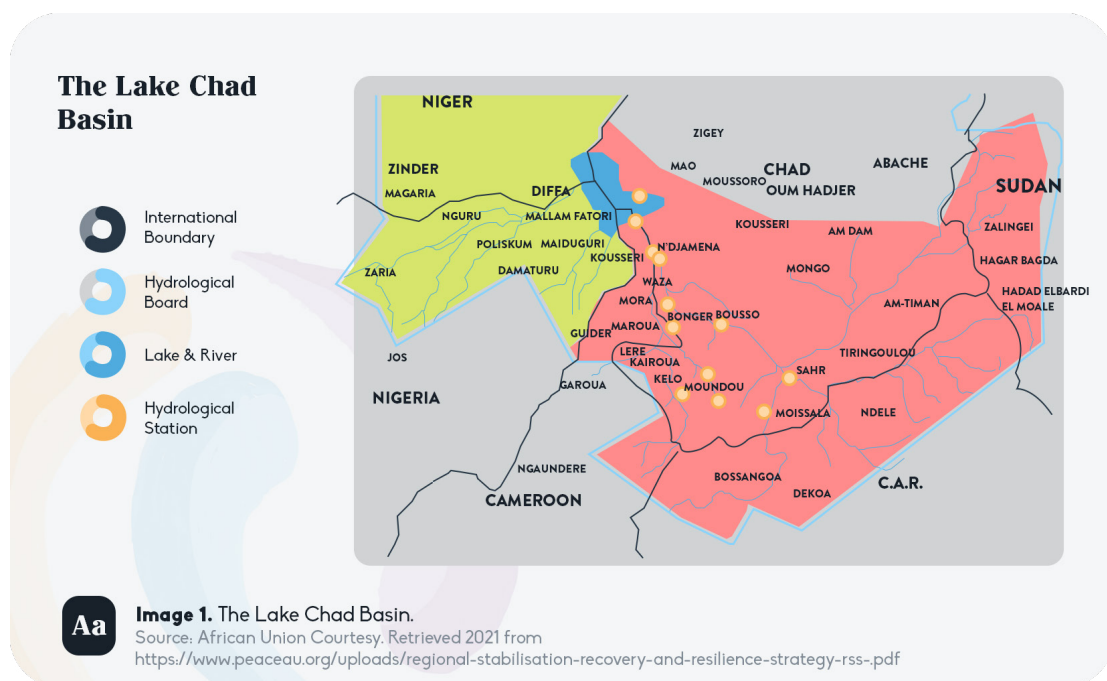 The Lake Chad
Basin
International
Boundary
Hydrological
Board
Lake & River
Hydrological
Station
NIGER
ZIGEY
ZINDER
MAO
CHAD
ABACHE
MAGARIA
DIFFA
MOUSSORO
OUM HADJER
SUDAN
NGURU
MALLAM FATORI
KOUSSERI
AM DAM
ZALINGEI
POLISKUM
MAIDUGURI
N'DJAMENA
KOUSSERI
HAGAR BAGDA
ZARIA
DAMATURU
MONGO
WAZA
HADAD ELBARDI
EL MOALE
MORA
AM-TIMAN
BONGER
BOUSSO
GUIDER
MAROUA
JOS
LERE
KAIROUA
TIRINGOULOU
GAROUA
KELO
MOUNDOU
SAHR
NIGERIA
MOISSALA
NDELE
NGAUNDERE
BOSSANGOA
C.A.R.
CAMEROON
DEKOA
Aa
Image 1. The Lake Chad Basin.
Source: African Union Courtesy. Retrieved 2021 from
https://www.peaceau.org/uploads/regional-stabilisation-recovery-and-resilience-strategy-rss-.pdf